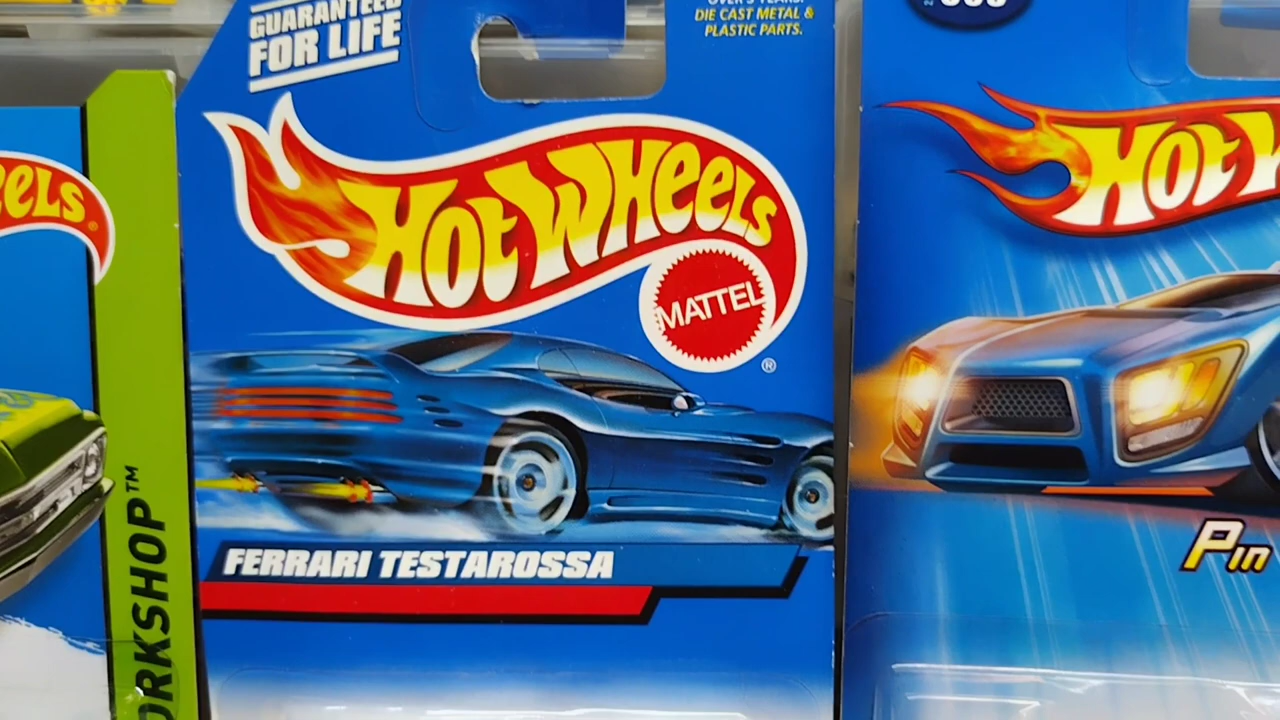 GUARANTEED
FOR LIFE
DIE CAST METAL &
PLASTIC PARTS.
HOT WHEELS
MATTEL
®
FERRARI TESTAROSSA
EELS
®
ORKSHOP™
HOT W
Pin